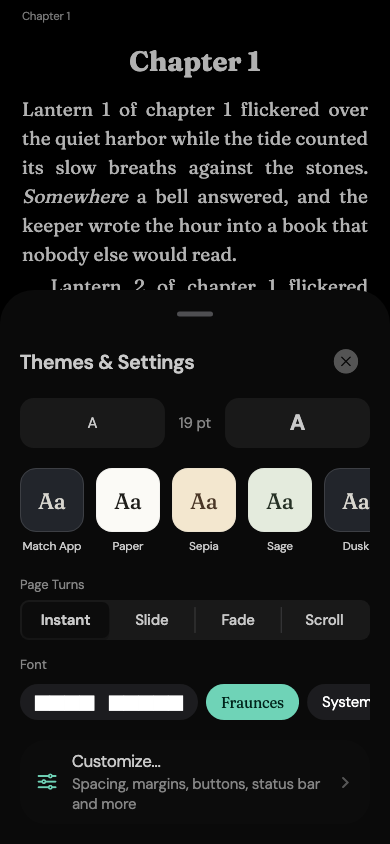 Chapter 1
Chapter 1
Lantern 1 of chapter 1 flickered over
the quiet harbor while the tide counted
its slow breaths against the stones.
Somewhere a bell answered, and the
keeper wrote the hour into a book that
nobody else would read.
Lantern 2 of chapter 1 flickered
Themes & Settings
A
19 pt
A
Aa Aa Aa Aa Aa
Match App Paper Sepia Sage Dusk
Page Turns
Instant Slide Fade Scroll
Font
Fraunces System
Customize...
Spacing, margins, buttons, status bar
and more